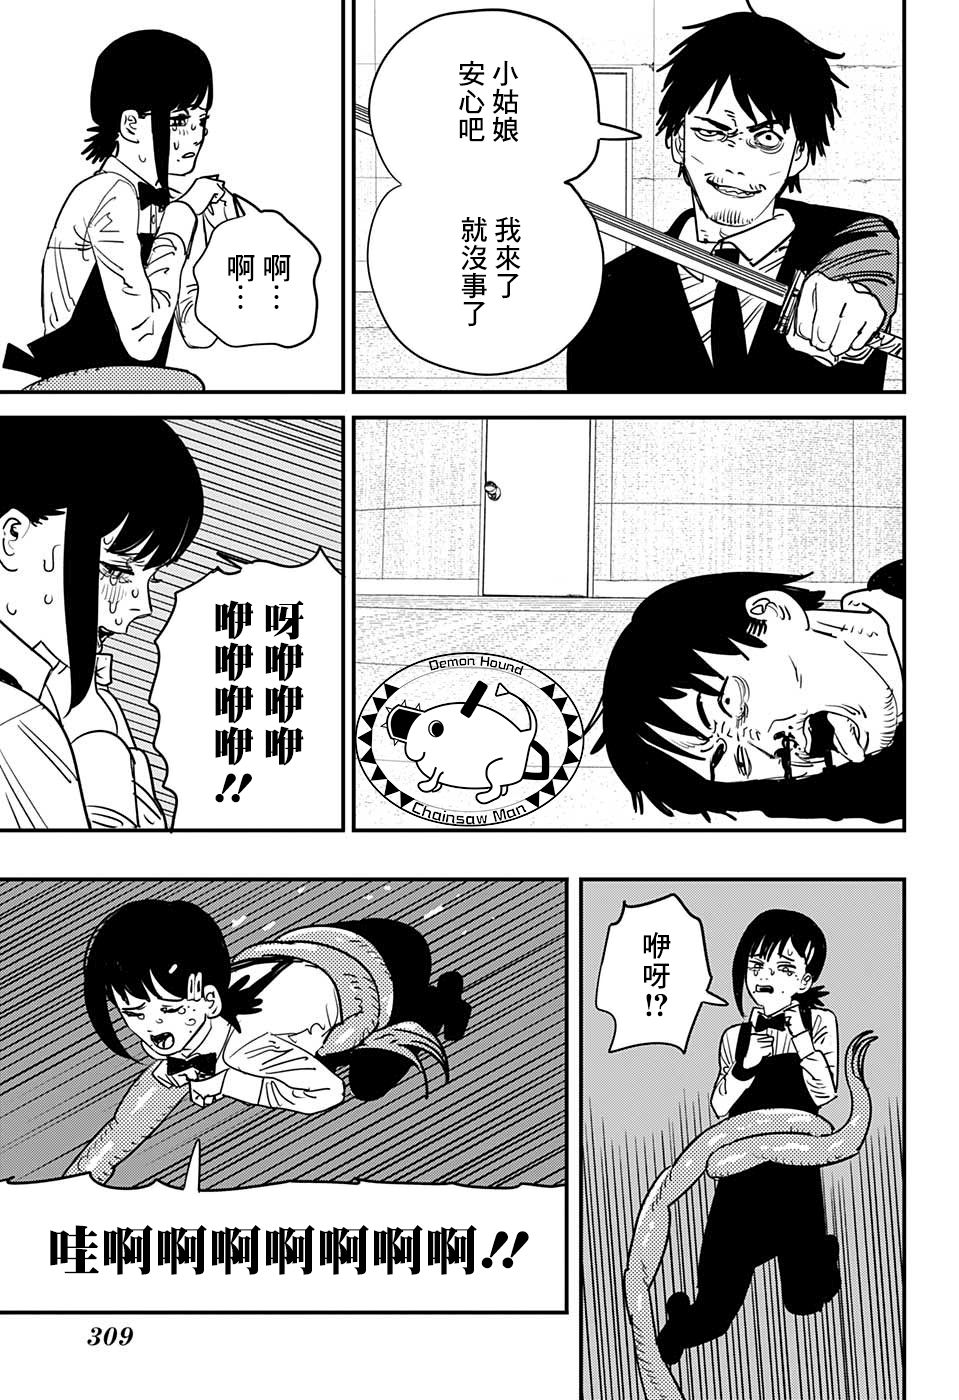 小姑娘
安心吧
我來了
就沒事了
啊…
啊…
呀咿咿咿
咿咿咿咿!!
Demon Hound
Chainsaw Man
咿呀!?
哇啊啊啊啊啊啊啊!!
309